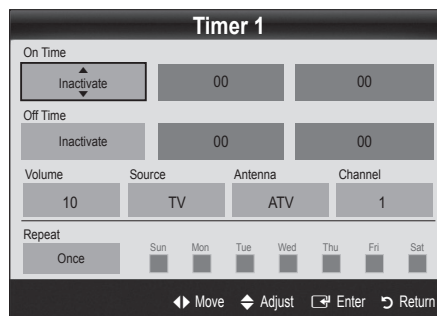 Timer 1
On Time
Inactivate 00 00
Off Time
Inactivate 00 00
Volume Source Antenna Channel
10 TV ATV 1
Repeat
Once Sun Mon Tue Wed Thu Fri Sat
Move Adjust Enter Return